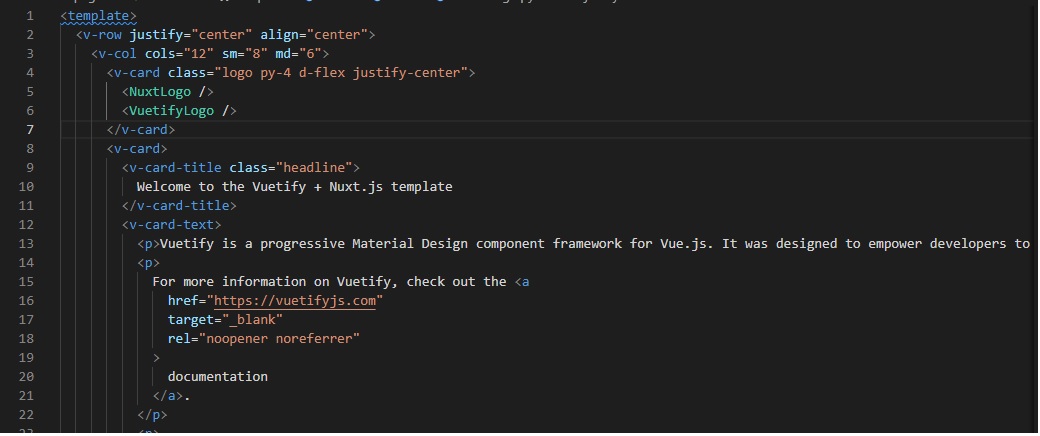 1 <template>
2 <v-row justify="center" align="center">
3 <v-col cols="12" sm="8" md="6">
4 <v-card class="logo py-4 d-flex justify-center">
5 <NuxtLogo />
6 <VuetifyLogo />
7 </v-card>
8 <v-card>
9 <v-card-title class="headline">
10 Welcome to the Vuetify + Nuxt.js template
11 </v-card-title>
12 <v-card-text>
13 <p>Vuetify is a progressive Material Design component framework for Vue.js. It was designed to empower developers to
14 <p>
15 For more information on Vuetify, check out the <a
16 href="https://vuetifyjs.com"
17 target="_blank"
18 rel="noopener noreferrer"
19 >
20 documentation
21 </a>.
22 </p>